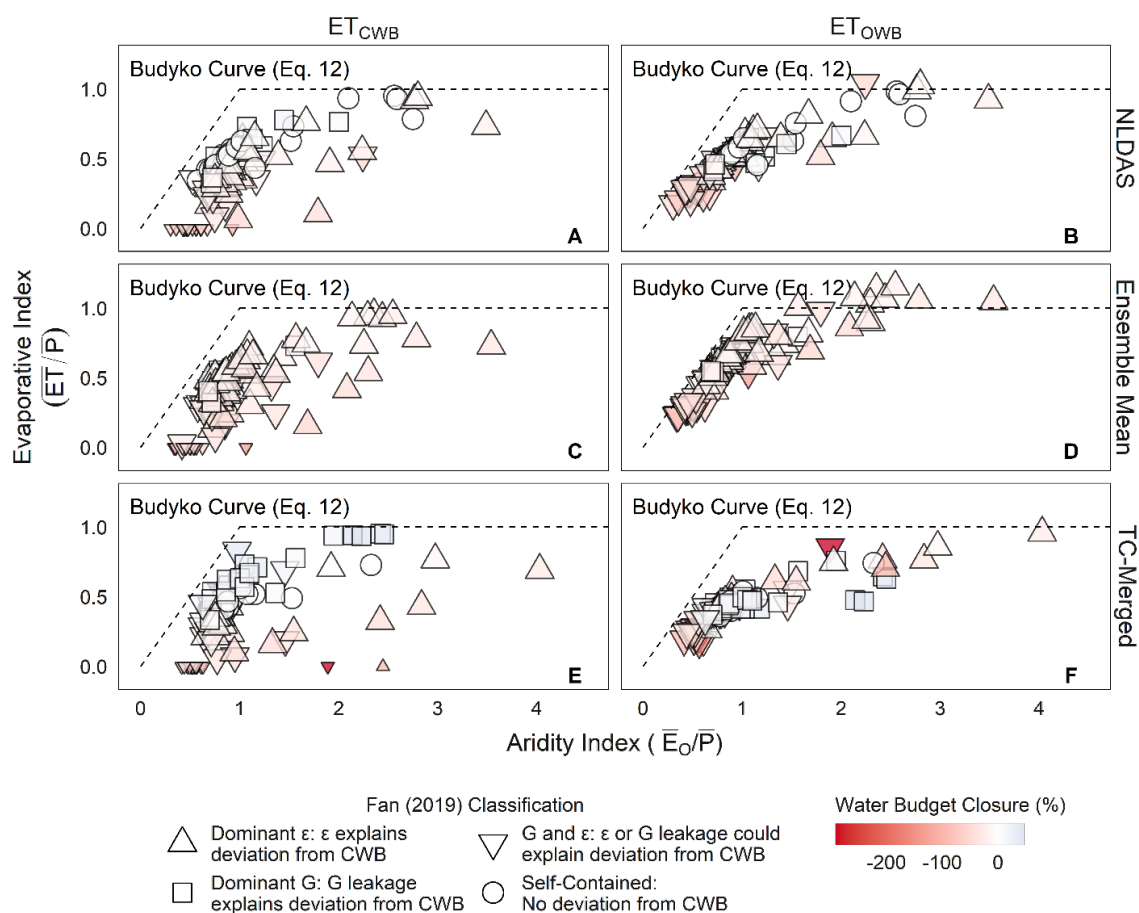 ET_CWB
ET_OWB
Budyko Curve (Eq. 12)
Budyko Curve (Eq. 12)
1.0
0.5
0.0
A
B
NLDAS
Budyko Curve (Eq. 12)
Budyko Curve (Eq. 12)
1.0
0.5
0.0
C
D
Ensemble Mean
Evaporative Index
(E̅T̅/P̅)
Budyko Curve (Eq. 12)
Budyko Curve (Eq. 12)
1.0
0.5
0.0
E
F
TC-Merged
0 1 2 3 4
0 1 2 3 4
Aridity Index ( E̅_O/P̅)
Fan (2019) Classification
Dominant ε: ε explains
deviation from CWB
G and ε: ε or G leakage could
explain deviation from CWB
Dominant G: G leakage
explains deviation from CWB
Self-Contained:
No deviation from CWB
Water Budget Closure (%)
-200 -100 0